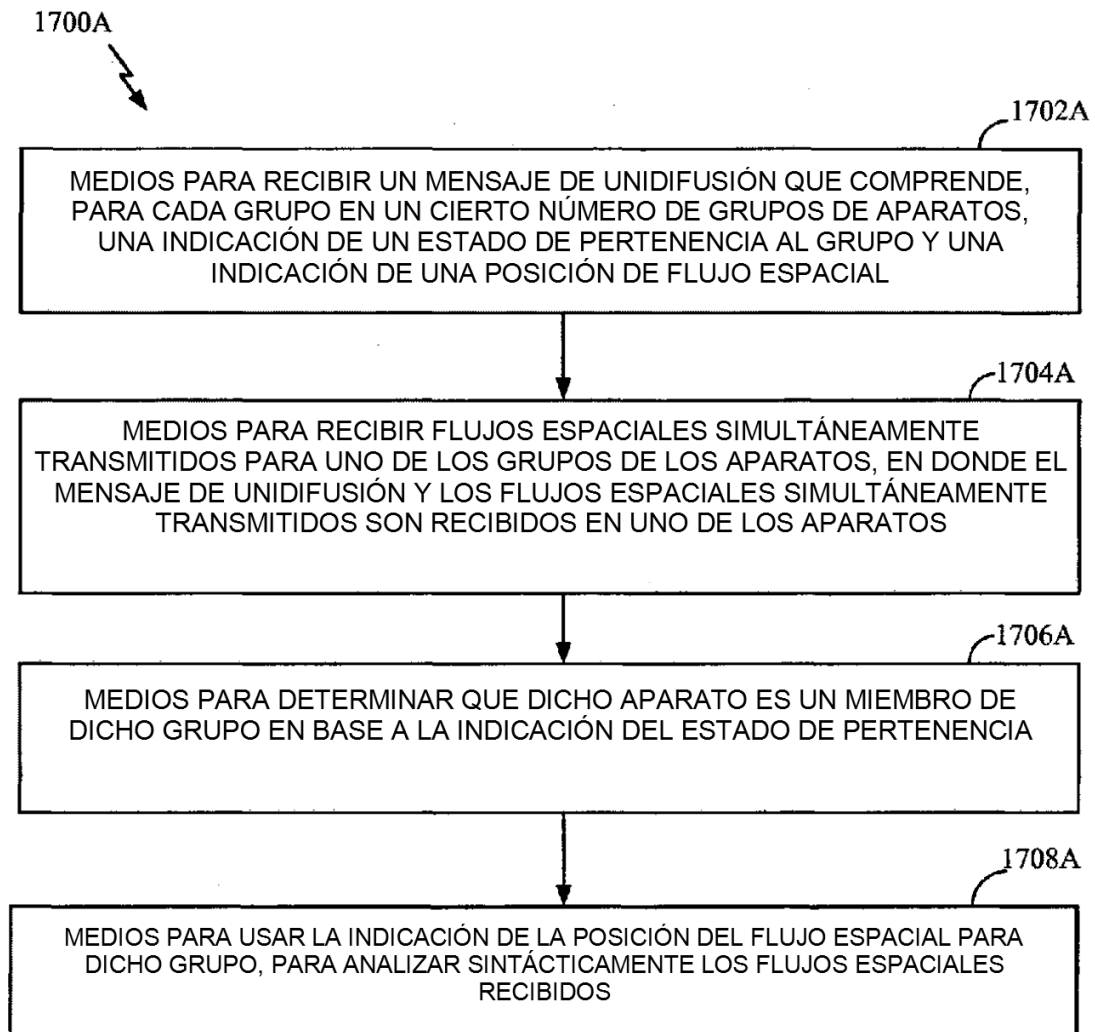 1700A
1702A
MEDIOS PARA RECIBIR UN MENSAJE DE UNIDIFUSIÓN QUE COMPRENDE,
PARA CADA GRUPO EN UN CIERTO NÚMERO DE GRUPOS DE APARATOS,
UNA INDICACIÓN DE UN ESTADO DE PERTENENCIA AL GRUPO Y UNA
INDICACIÓN DE UNA POSICIÓN DE FLUJO ESPACIAL
1704A
MEDIOS PARA RECIBIR FLUJOS ESPACIALES SIMULTÁNEAMENTE
TRANSMITIDOS PARA UNO DE LOS GRUPOS DE LOS APARATOS, EN DONDE EL
MENSAJE DE UNIDIFUSIÓN Y LOS FLUJOS ESPACIALES SIMULTÁNEAMENTE
TRANSMITIDOS SON RECIBIDOS EN UNO DE LOS APARATOS
1706A
MEDIOS PARA DETERMINAR QUE DICHO APARATO ES UN MIEMBRO DE
DICHO GRUPO EN BASE A LA INDICACIÓN DEL ESTADO DE PERTENENCIA
1708A
MEDIOS PARA USAR LA INDICACIÓN DE LA POSICIÓN DEL FLUJO ESPACIAL PARA
DICHO GRUPO, PARA ANALIZAR SINTÁCTICAMENTE LOS FLUJOS ESPACIALES
RECIBIDOS